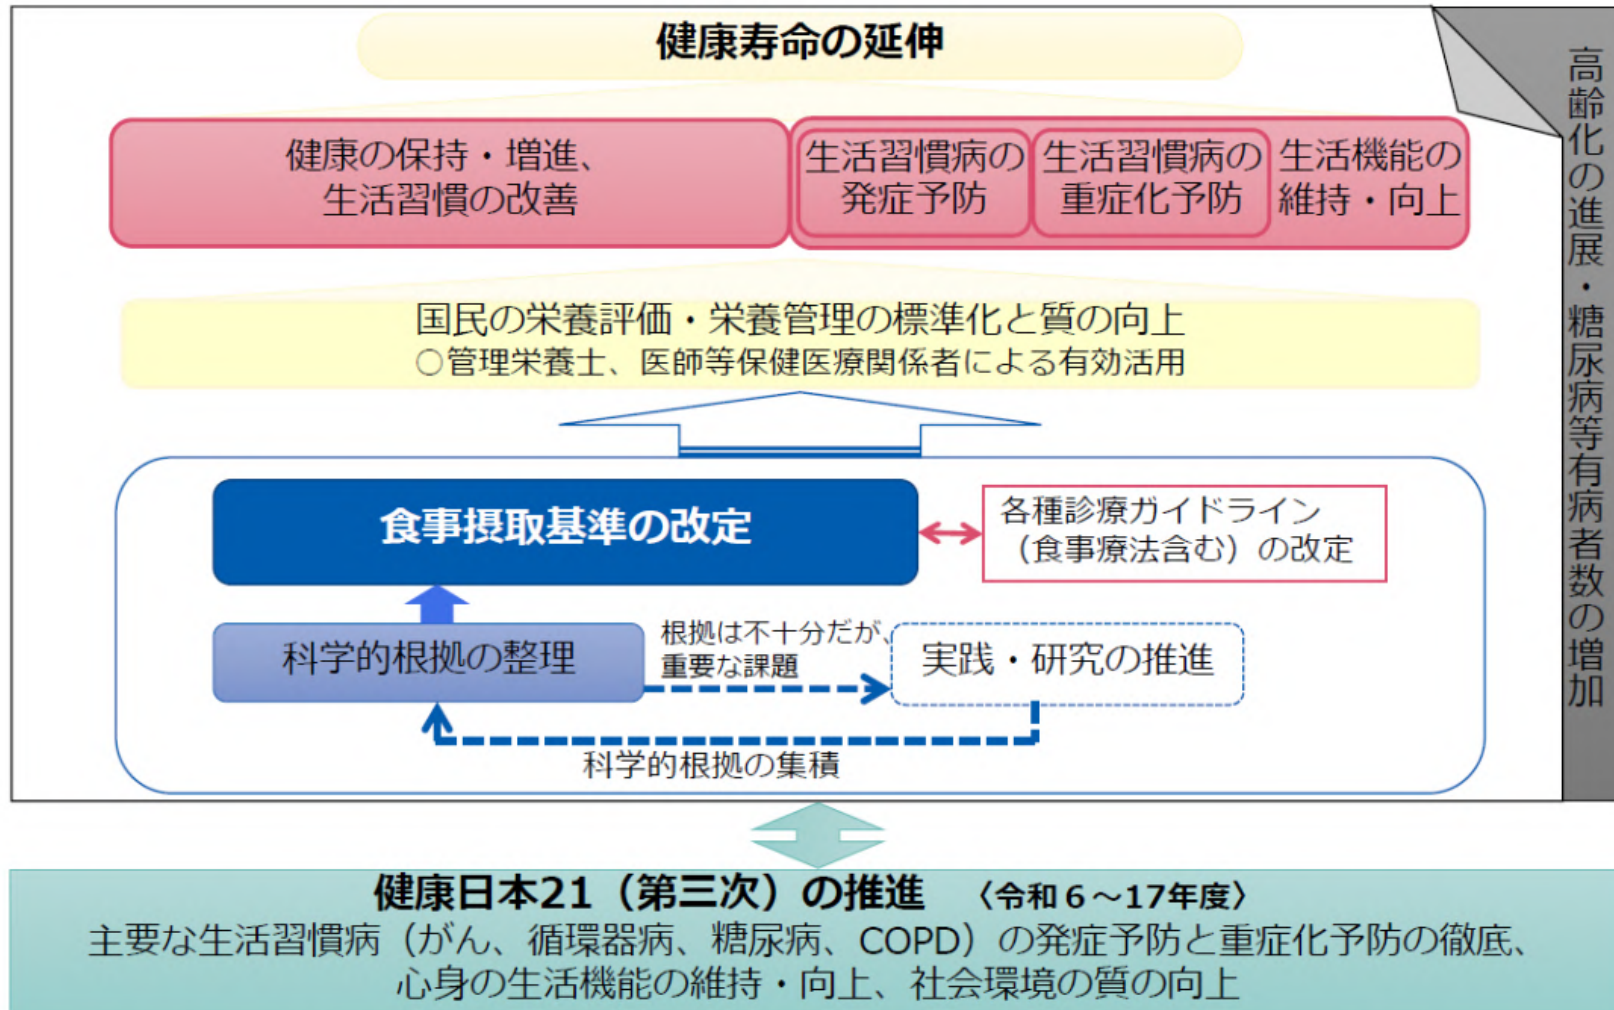 健康寿命の延伸
健康の保持・増進、
生活習慣の改善
生活習慣病の
発症予防
生活習慣病の
重症化予防
生活機能の
維持・向上
国民の栄養評価・栄養管理の標準化と質の向上
○管理栄養士、医師等保健医療関係者による有効活用
食事摂取基準の改定
各種診療ガイドライン
（食事療法含む）の改定
科学的根拠の整理
根拠は不十分だが、
重要な課題
実践・研究の推進
科学的根拠の集積
高齢化の進展・糖尿病等有病者数の増加
健康日本21（第三次）の推進 〈令和６～17年度〉
主要な生活習慣病（がん、循環器病、糖尿病、COPD）の発症予防と重症化予防の徹底、
心身の生活機能の維持・向上、社会環境の質の向上